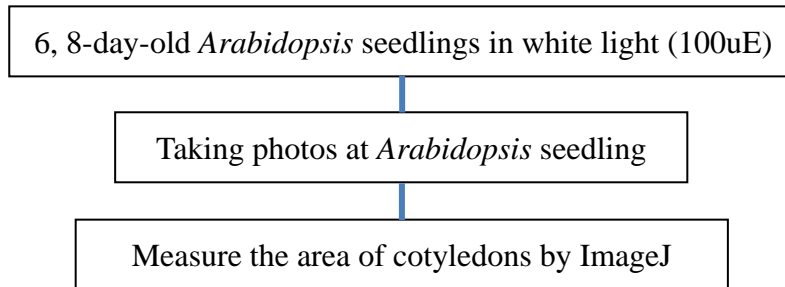 6, 8-day-old Arabidopsis seedlings in white light (100uE)
Taking photos at Arabidopsis seedling
Measure the area of cotyledons by ImageJ